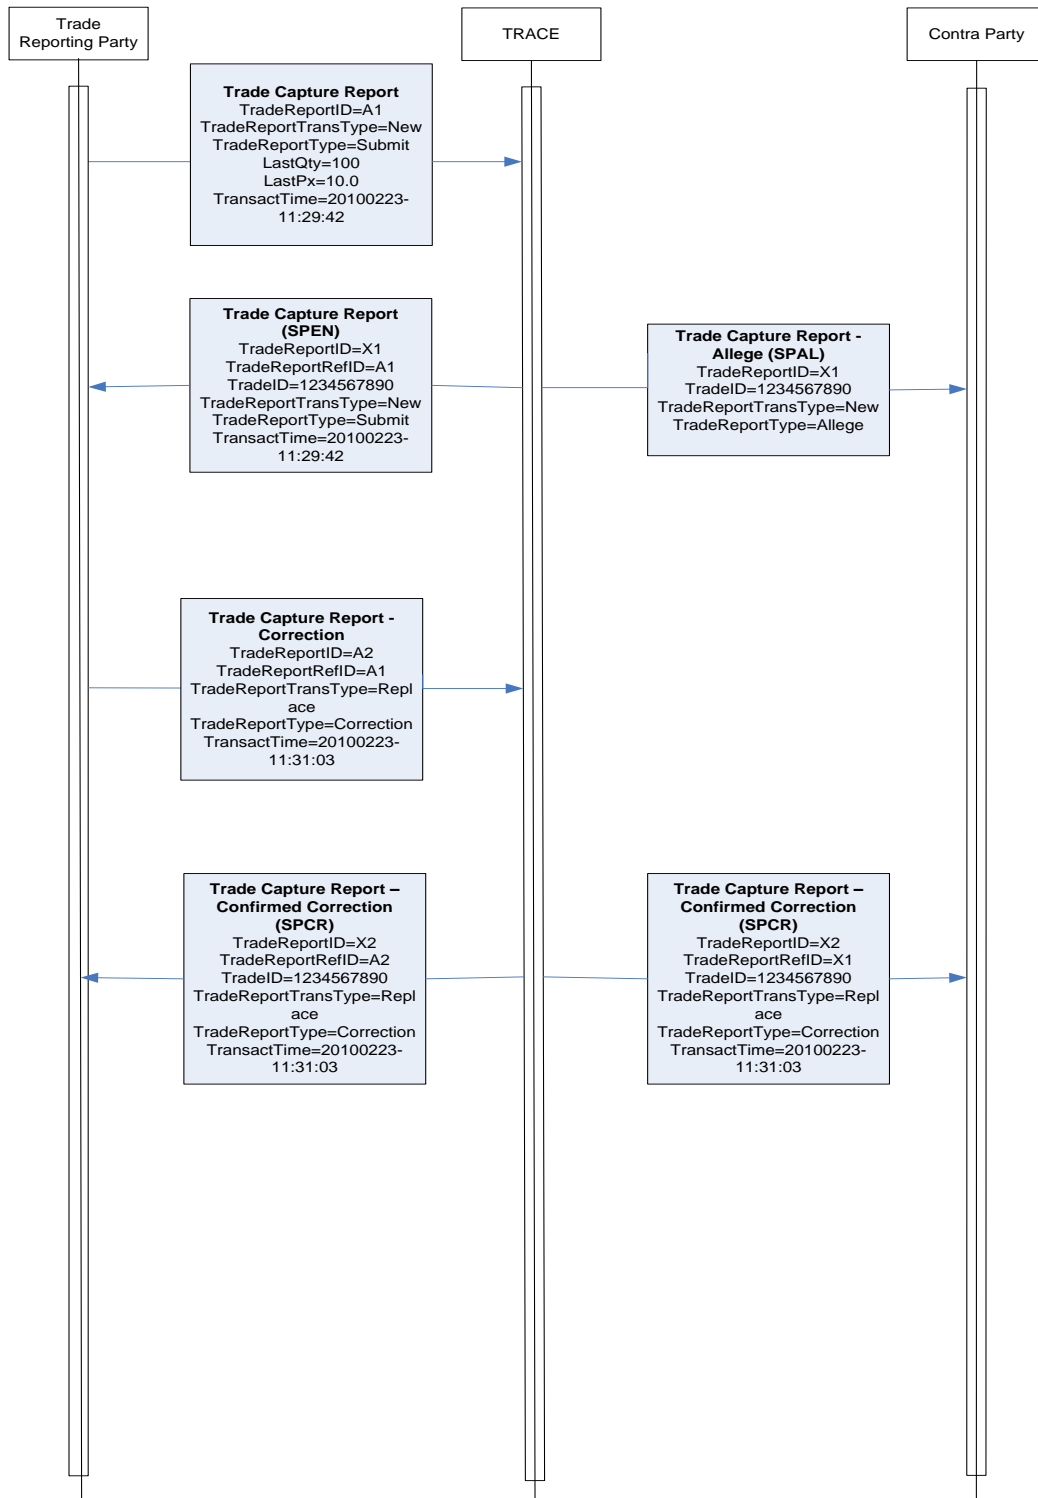 Trade
Reporting Party
TRACE
Contra Party
Trade Capture Report
TradeReportID=A1
TradeReportTransType=New
TradeReportType=Submit
LastQty=100
LastPx=10.0
TransactTime=20100223-
11:29:42
Trade Capture Report
(SPEN)
TradeReportID=X1
TradeReportRefID=A1
TradeID=1234567890
TradeReportTransType=New
TradeReportType=Submit
TransactTime=20100223-
11:29:42
Trade Capture Report -
Allege (SPAL)
TradeReportID=X1
TradeID=1234567890
TradeReportTransType=New
TradeReportType=Allege
Trade Capture Report -
Correction
TradeReportID=A2
TradeReportRefID=A1
TradeReportTransType=Repl
ace
TradeReportType=Correction
TransactTime=20100223-
11:31:03
Trade Capture Report –
Confirmed Correction
(SPCR)
TradeReportID=X2
TradeReportRefID=A2
TradeID=1234567890
TradeReportTransType=Repl
ace
TradeReportType=Correction
TransactTime=20100223-
11:31:03
Trade Capture Report –
Confirmed Correction
(SPCR)
TradeReportID=X2
TradeReportRefID=X1
TradeID=1234567890
TradeReportTransType=Repl
ace
TradeReportType=Correction
TransactTime=20100223-
11:31:03